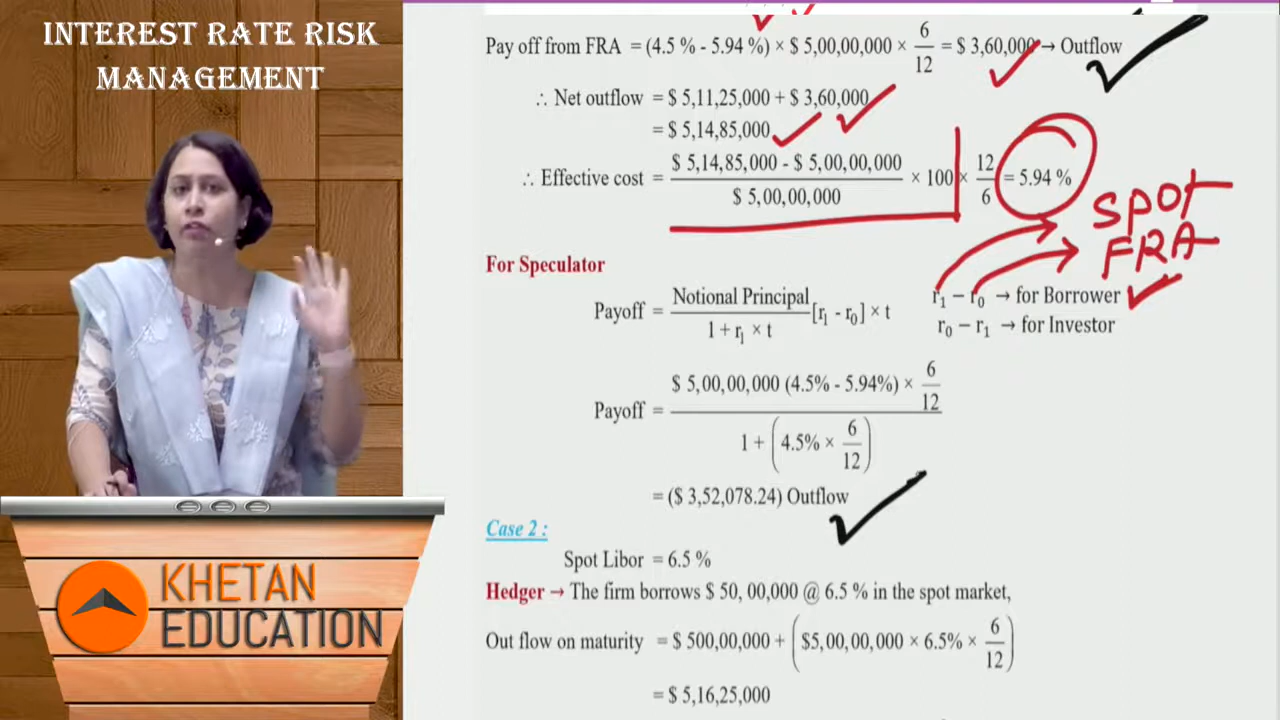 INTEREST RATE RISK
MANAGEMENT
Pay off from FRA = (4.5 % - 5.94 %) × $ 5,00,00,000 × 6/12 = $ 3,60,000 → Outflow
∴ Net outflow = $ 5,11,25,000 + $ 3,60,000
= $ 5,14,85,000
∴ Effective cost = $ 5,14,85,000 - $ 5,00,00,000 / $ 5,00,00,000 × 100 × 12/6 = 5.94 %
SPOT
FRA
For Speculator
Payoff = Notional Principal / 1 + r₁ × t [r₁ - r₀] × t
r₁ – r₀ → for Borrower
r₀ – r₁ → for Investor
Payoff = $ 5,00,00,000 (4.5% - 5.94%) × 6/12 / 1 + (4.5% × 6/12)
= ($ 3,52,078.24) Outflow
Case 2 :
Spot Libor = 6.5 %
Hedger → The firm borrows $ 50, 00,000 @ 6.5 % in the spot market,
Out flow on maturity = $ 500,00,000 + ($5,00,00,000 × 6.5% × 6/12)
= $ 5,16,25,000
KHETAN
EDUCATION